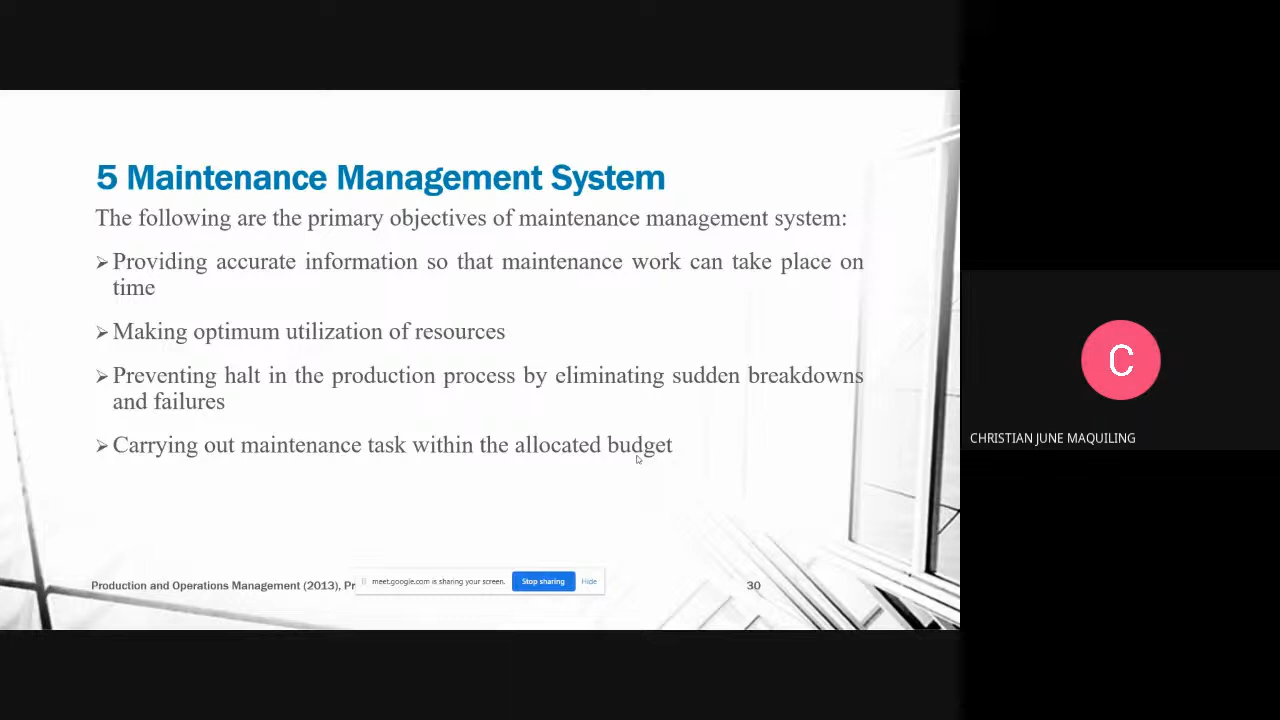 5 Maintenance Management System
The following are the primary objectives of maintenance management system:
Providing accurate information so that maintenance work can take place on
time
Making optimum utilization of resources
Preventing halt in the production process by eliminating sudden breakdowns
and failures
Carrying out maintenance task within the allocated budget
Production and Operations Management (2013), Pr
meet.google.com is sharing your screen. Stop sharing Hide
30
C
CHRISTIAN JUNE MAQUILING